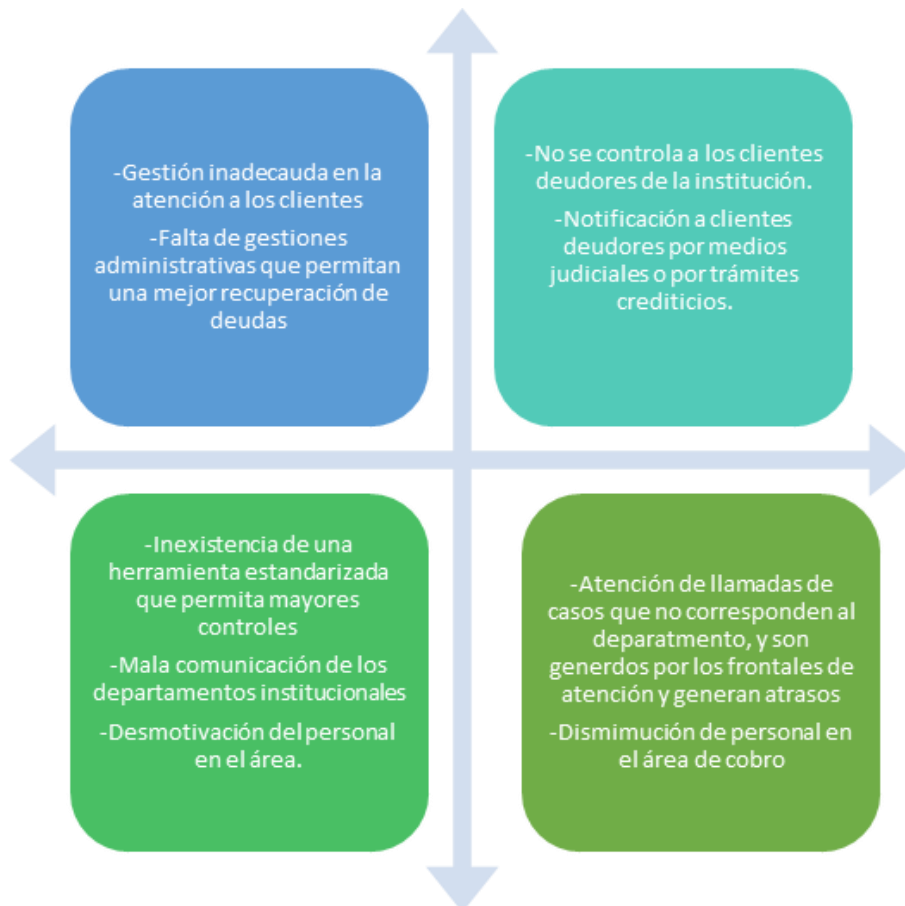 -Gestión inadecauda en la
atención a los clientes
-Falta de gestiones
administrativas que permitan
una mejor recuperación de
deudas
-No se controla a los clientes
deudores de la institución.
-Notificación a clientes
deudores por medios
judiciales o por trámites
crediticios.
-Inexistencia de una
herramienta estandarizada
que permita mayores
controles
-Mala comunicación de los
departamentos institucionales
-Desmotivación del personal
en el área.
-Atención de llamadas de
casos que no corresponden al
deparatmento, y son
generdos por los frontales de
atención y generan atrasos
-Dismimución de personal en
el área de cobro